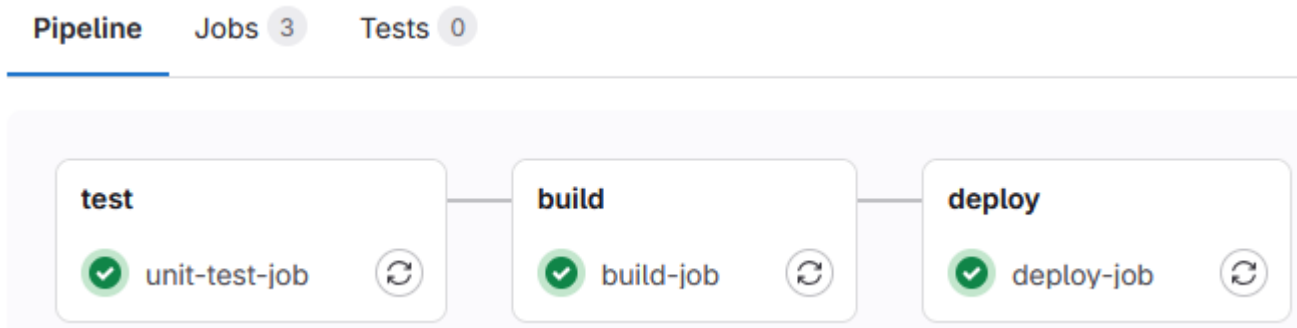 Pipeline Jobs 3 Tests 0
test build deploy
unit-test-job build-job deploy-job